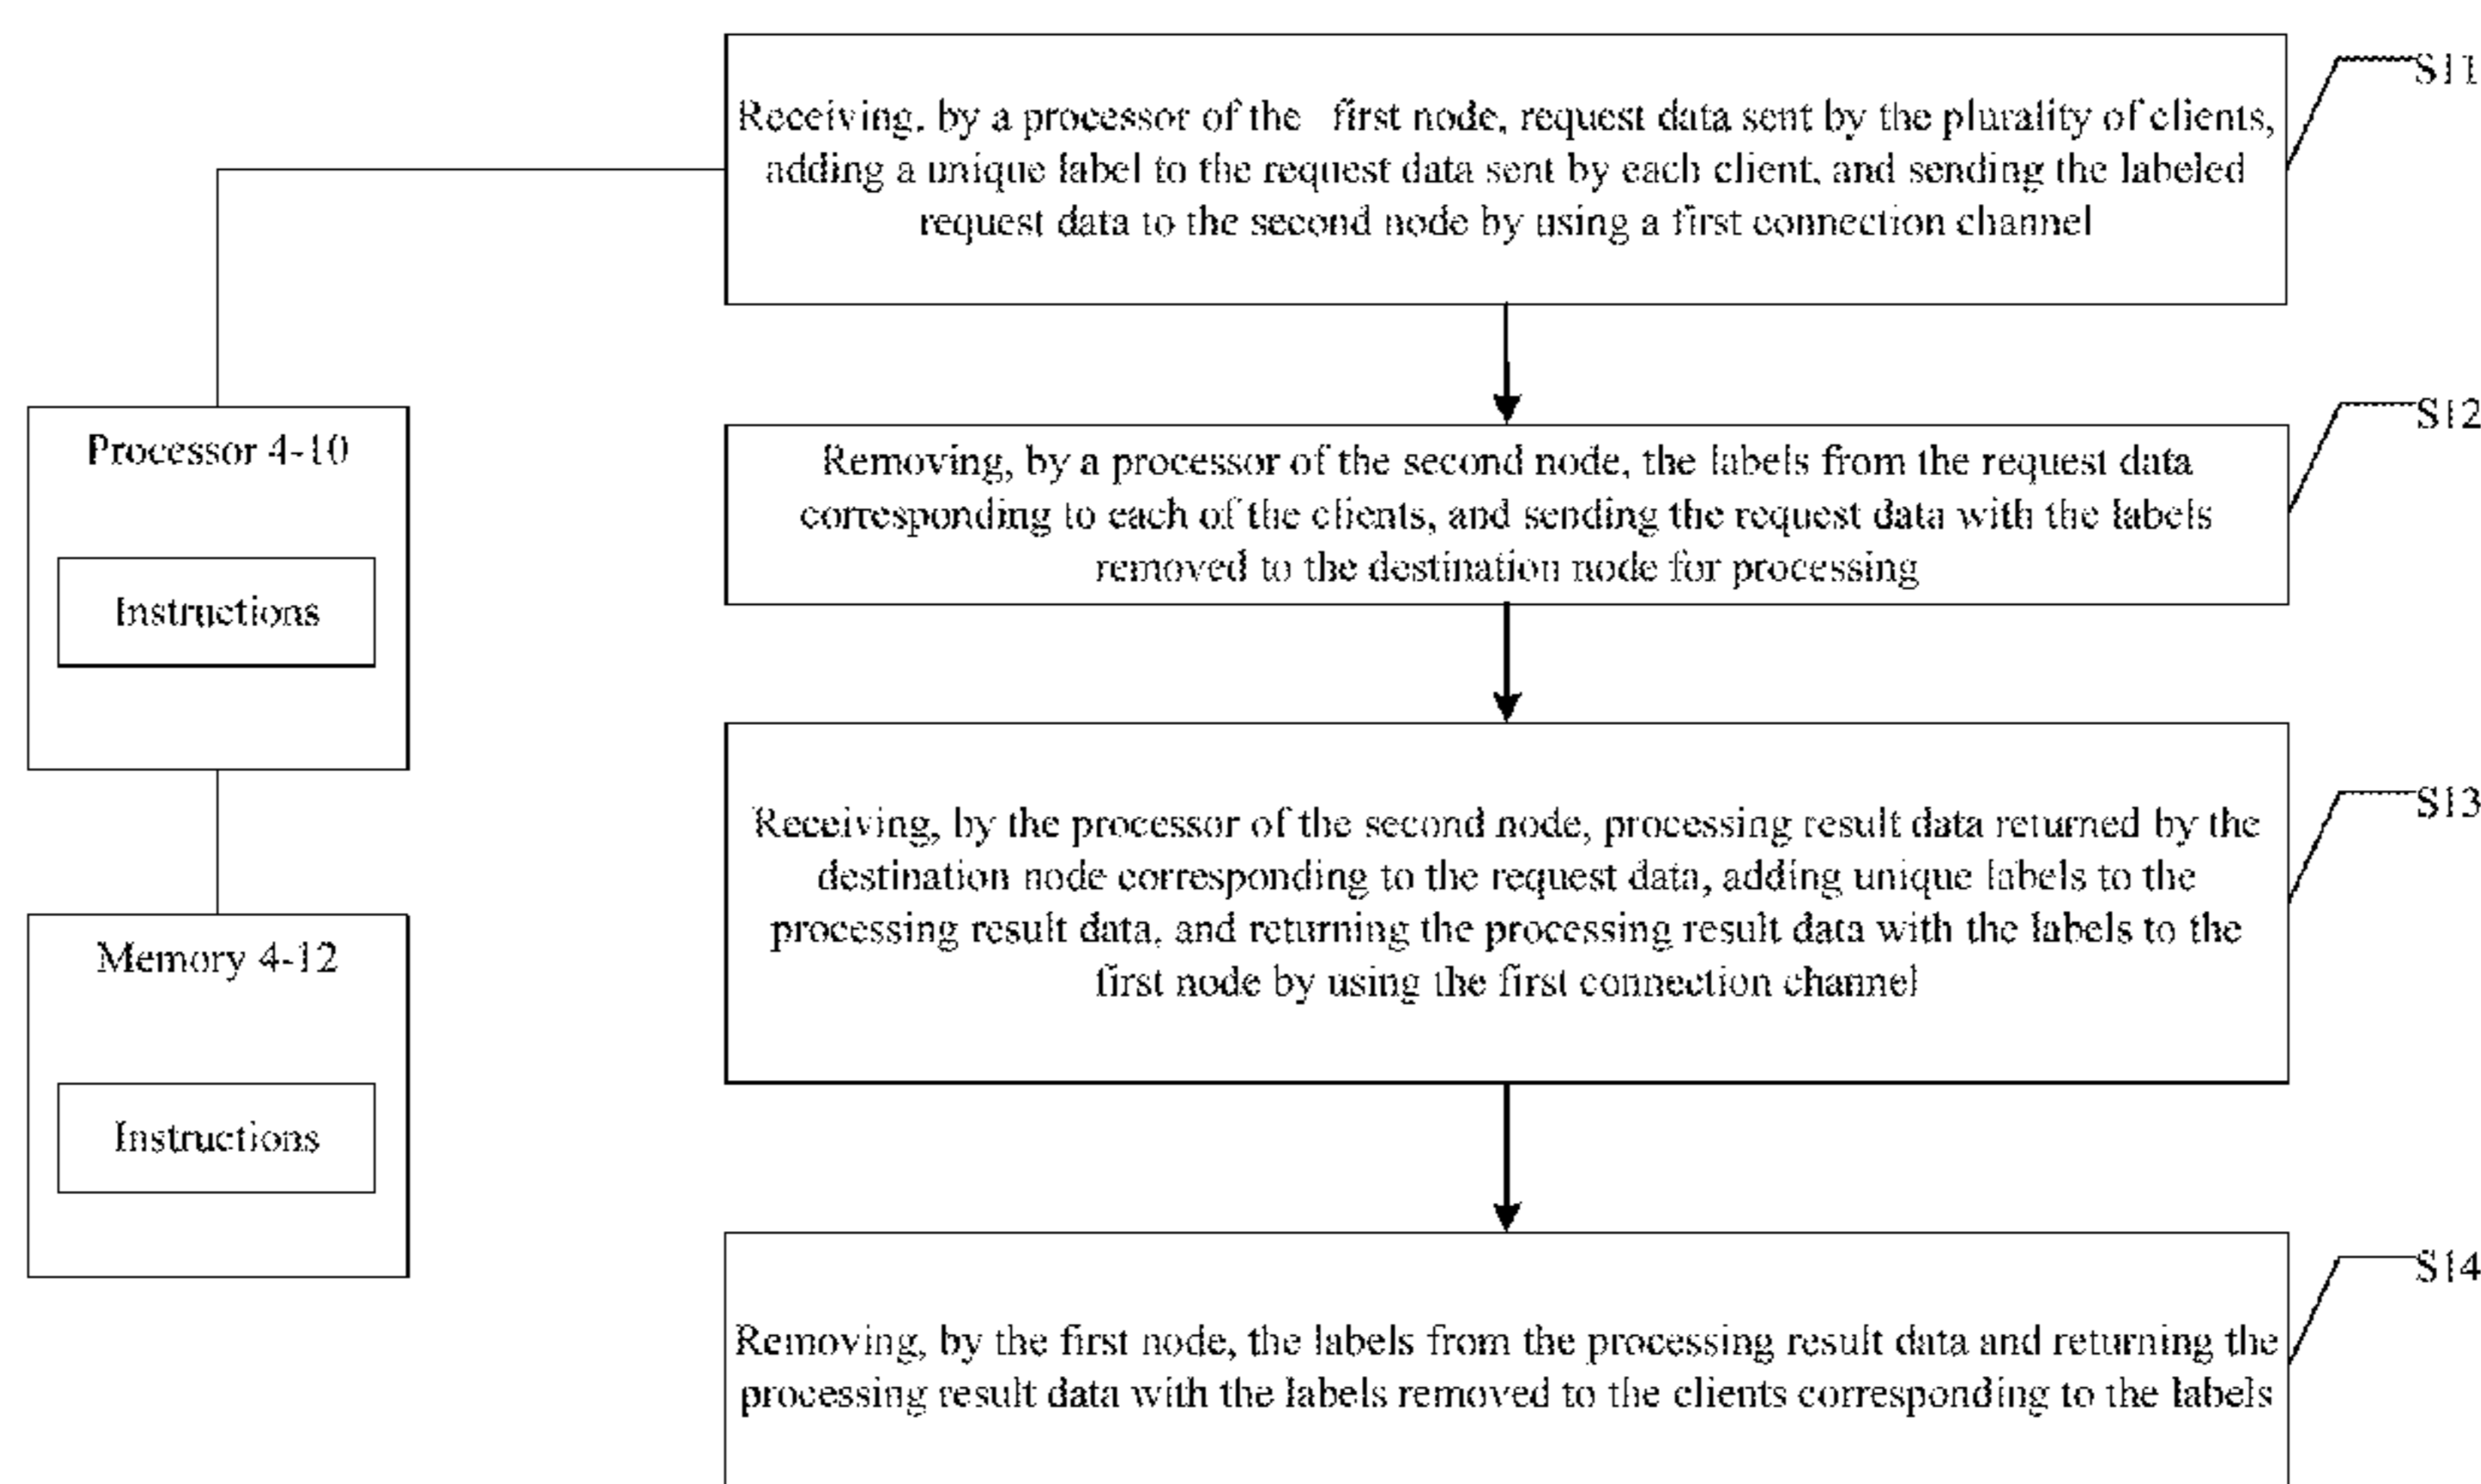 Receiving, by a processor of the first node, request data sent by the plurality of clients,
adding a unique label to the request data sent by each client, and sending the labeled
request data to the second node by using a first connection channel
S11
Processor 4-10
Instructions
Memory 4-12
Instructions
Removing, by a processor of the second node, the labels from the request data
corresponding to each of the clients, and sending the request data with the labels
removed to the destination node for processing
S12
Receiving, by the processor of the second node, processing result data returned by the
destination node corresponding to the request data, adding unique labels to the
processing result data, and returning the processing result data with the labels to the
first node by using the first connection channel
S13
Removing, by the first node, the labels from the processing result data and returning the
processing result data with the labels removed to the clients corresponding to the labels
S14